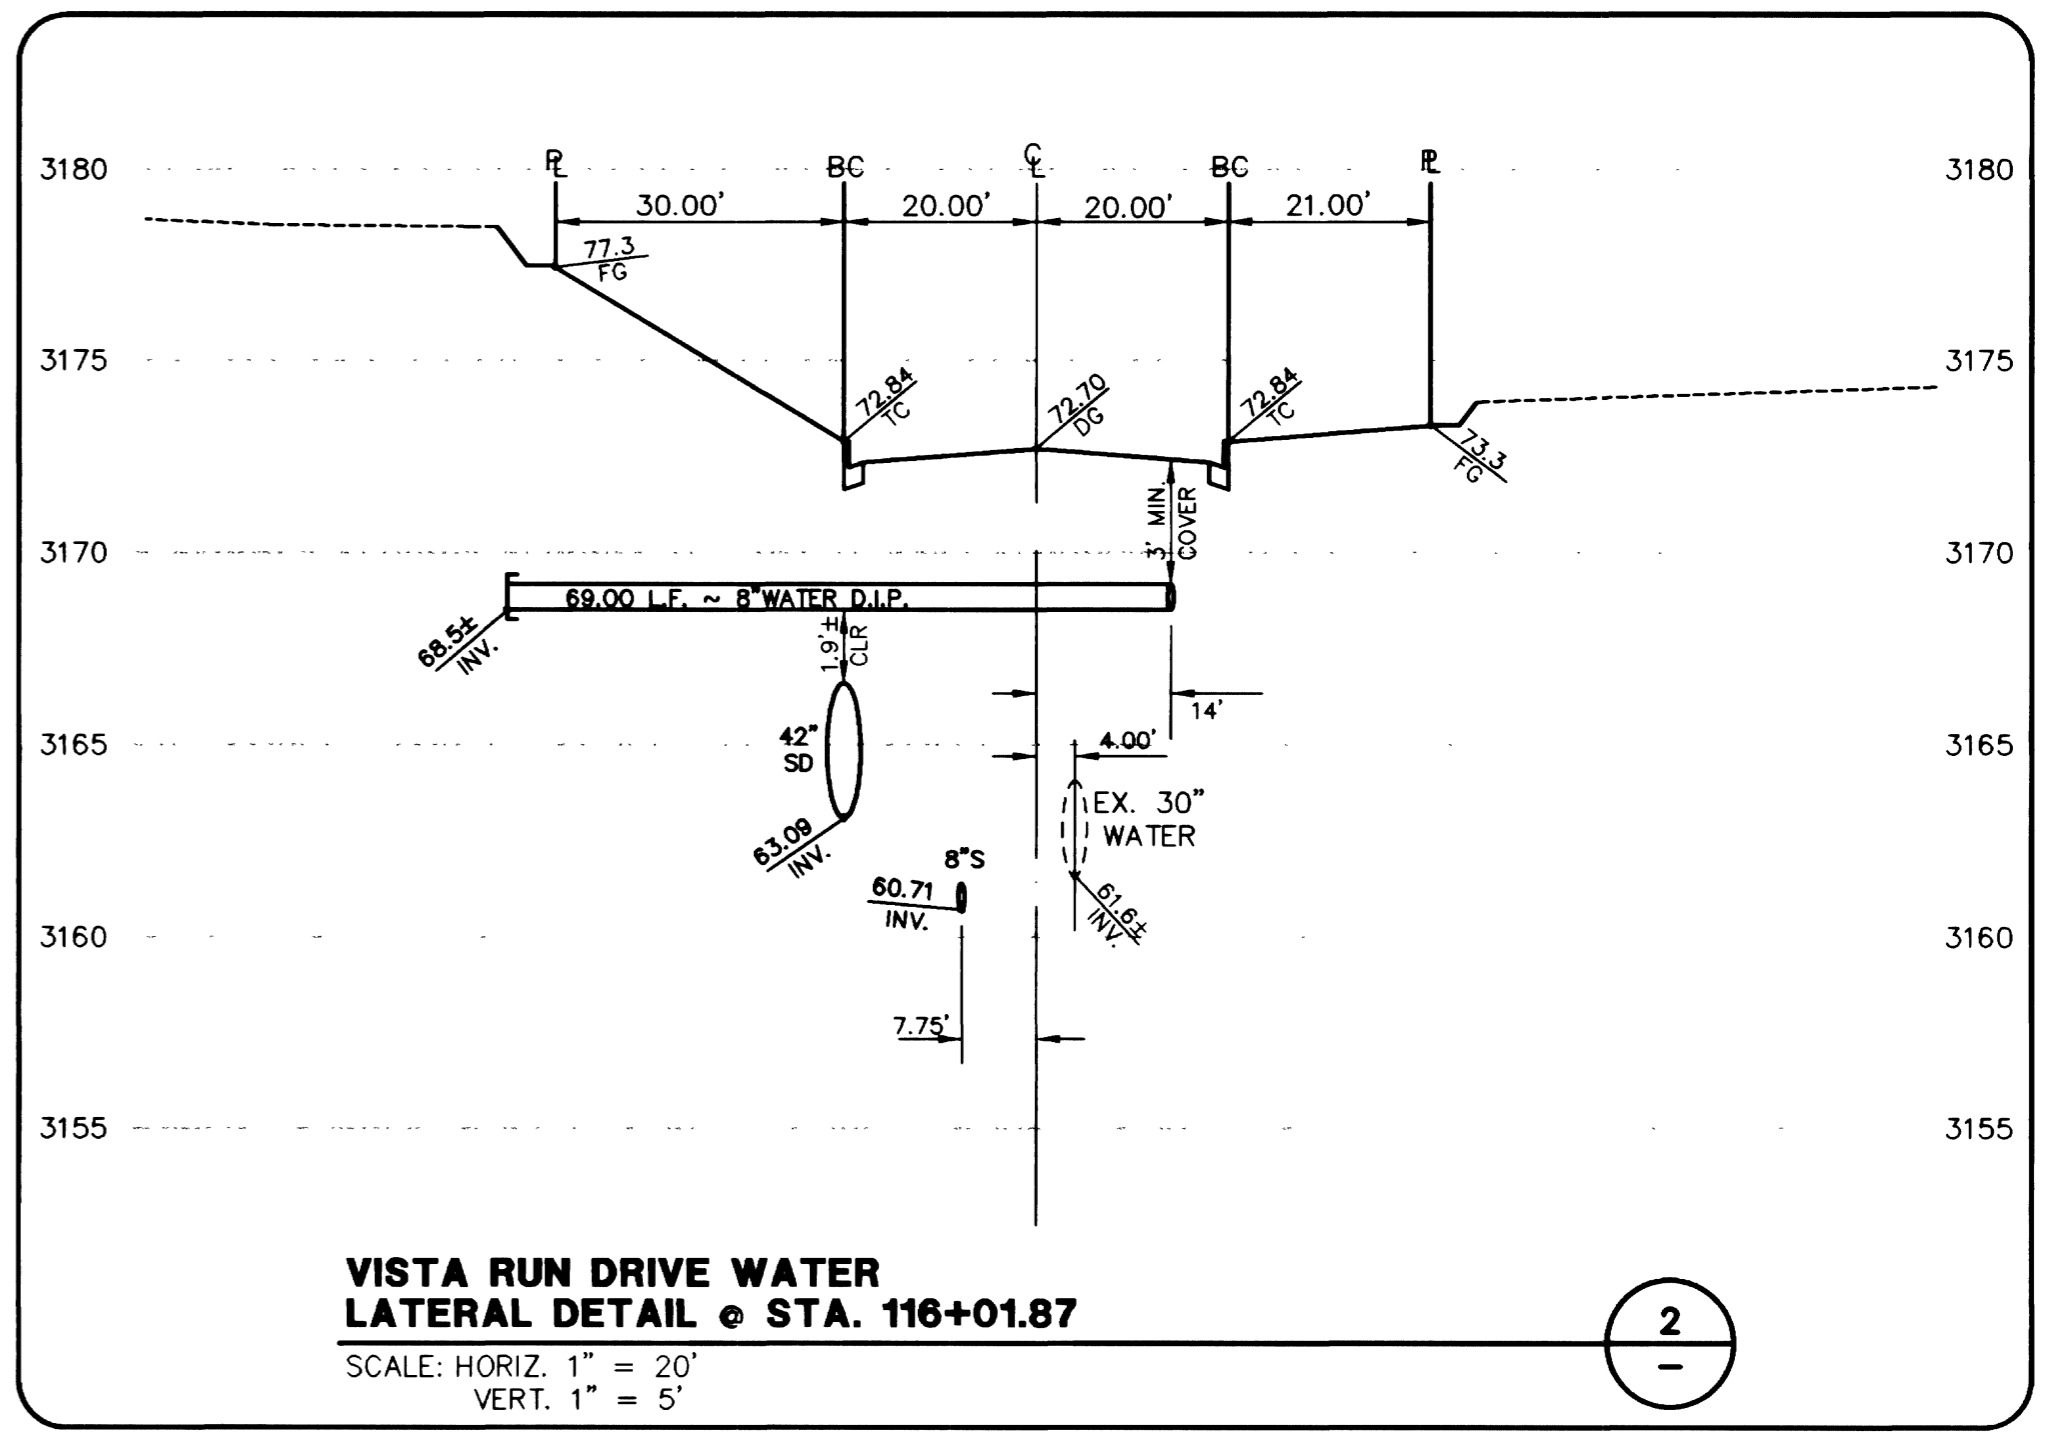 3180 ℙL BC ℄ BC ℙL 3180
30.00' 20.00' 20.00' 21.00'
77.3
FG
3175 3175
72.84
TC
72.70
DG
72.84
TC
73.3
FG
3' MIN.
COVER
3170 3170
69.00 L.F. ~ 8"WATER D.I.P.
68.5±
INV.
1.9'±
CLR
14'
3165 3165
42"
SD
4.00'
EX. 30"
WATER
63.09
INV.
8"S
60.71
INV.
61.6±
INV.
3160 3160
7.75'
3155 3155
VISTA RUN DRIVE WATER
LATERAL DETAIL @ STA. 116+01.87
2
–
SCALE: HORIZ. 1" = 20'
VERT. 1" = 5'